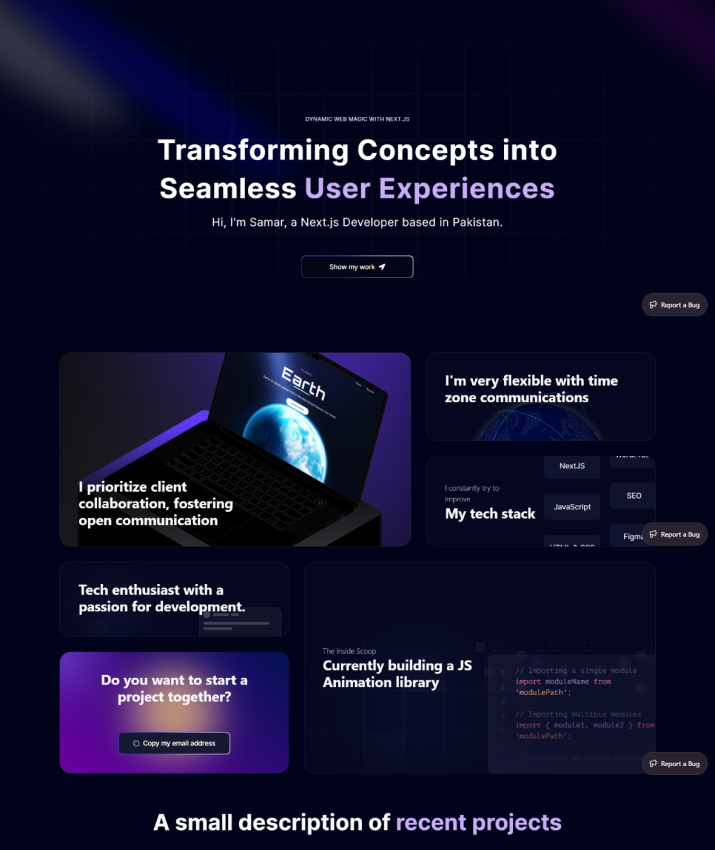 DYNAMIC WEB MAGIC WITH NEXT.JS
Transforming Concepts into
Seamless User Experiences
Hi, I'm Samar, a Next.js Developer based in Pakistan.
Show my work
Report a Bug
Earth
I prioritize client
collaboration, fostering
open communication
I'm very flexible with time
zone communications
I constantly try to
improve
My tech stack
NextJS
JavaScript
HTML & CSS
SEO
Figma
Report a Bug
Tech enthusiast with a
passion for development.
Do you want to start a
project together?
Copy my email address
The Inside Scoop
Currently building a JS
Animation library
// Importing a single module
import moduleName from
'modulePath';
// Importing multiple modules
import { module1, module2 } from
'modulePath';
Report a Bug
A small description of recent projects